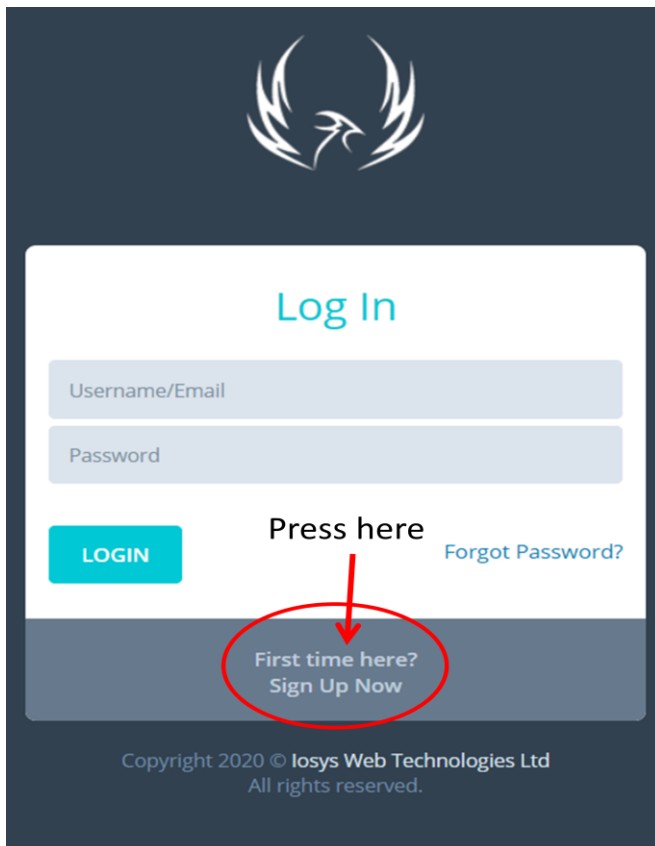 Log In
Username/Email
Password
Press here
LOGIN
Forgot Password?
First time here?
Sign Up Now
Copyright 2020 © Iosys Web Technologies Ltd
All rights reserved.